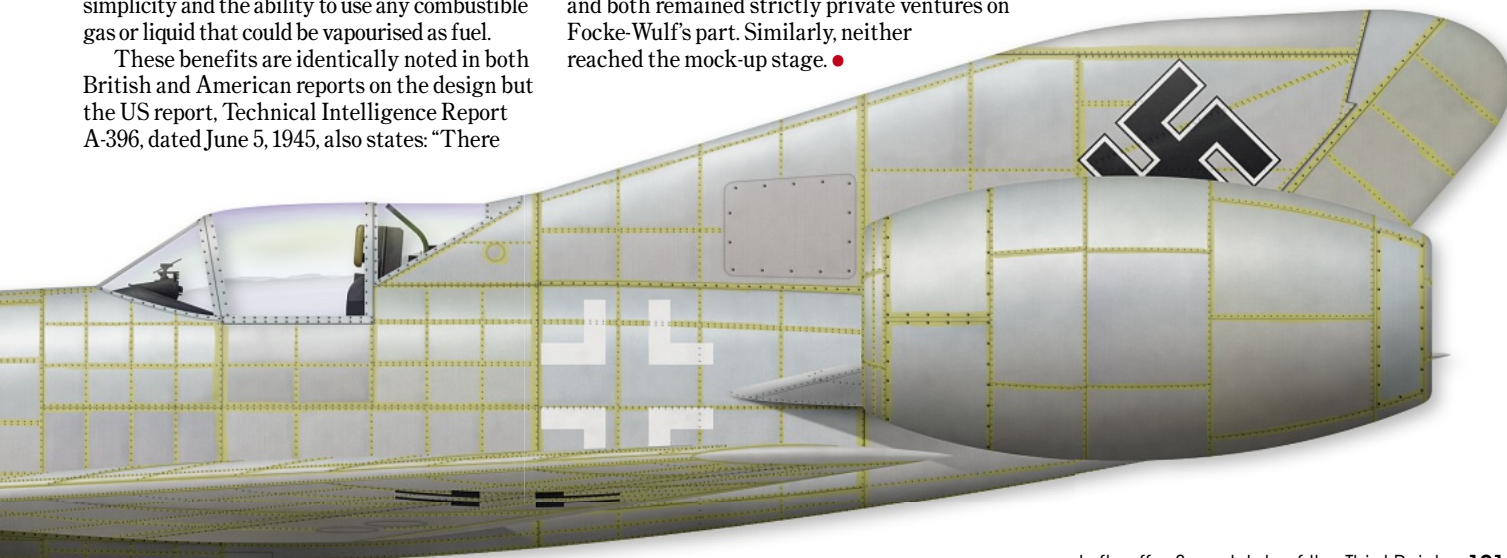 simplicity and the ability to use any combustible
gas or liquid that could be vapourised as fuel.
These benefits are identically noted in both
British and American reports on the design but
the US report, Technical Intelligence Report
A-396, dated June 5, 1945, also states: “There
and both remained strictly private ventures on
Focke-Wulf’s part. Similarly, neither
reached the mock-up stage. ●